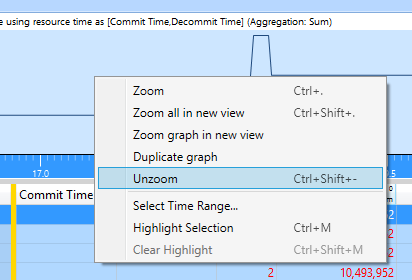 e using resource time as [Commit Time,Decommit Time] (Aggregation: Sum)
Zoom Ctrl+.
Zoom all in new view Ctrl+Shift+.
Zoom graph in new view
Duplicate graph
Unzoom Ctrl+Shift+-
17.0
Commit Time
Select Time Range...
Highlight Selection Ctrl+M
Clear Highlight Ctrl+Shift+M
2 10,493,952